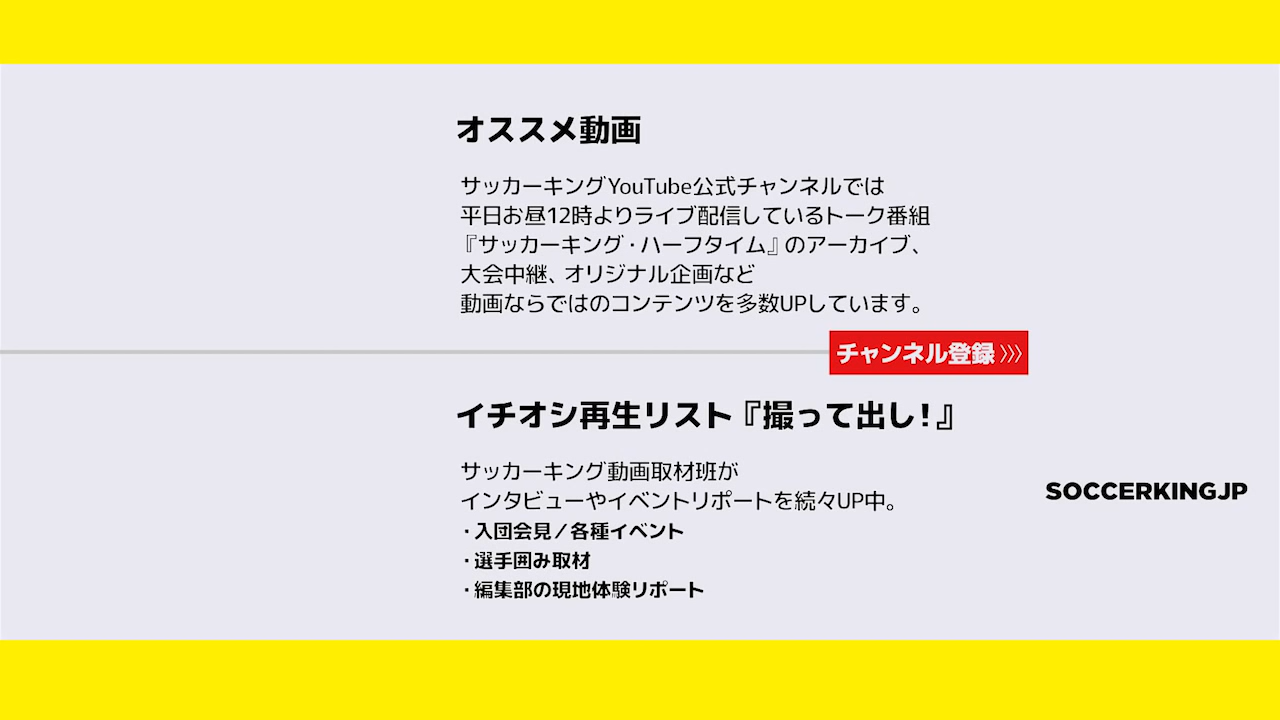 オススメ動画
サッカーキングYouTube公式チャンネルでは
平日お昼12時よりライブ配信しているトーク番組
『サッカーキング・ハーフタイム』のアーカイブ、
大会中継、オリジナル企画など
動画ならではのコンテンツを多数UPしています。
チャンネル登録 》〉
イチオシ再生リスト『撮って出し!』
サッカーキング動画取材班が
インタビューやイベントリポートを続々UP中。
・入団会見/各種イベント
・選手囲み取材
・編集部の現地体験リポート
SOCCERKINGJP